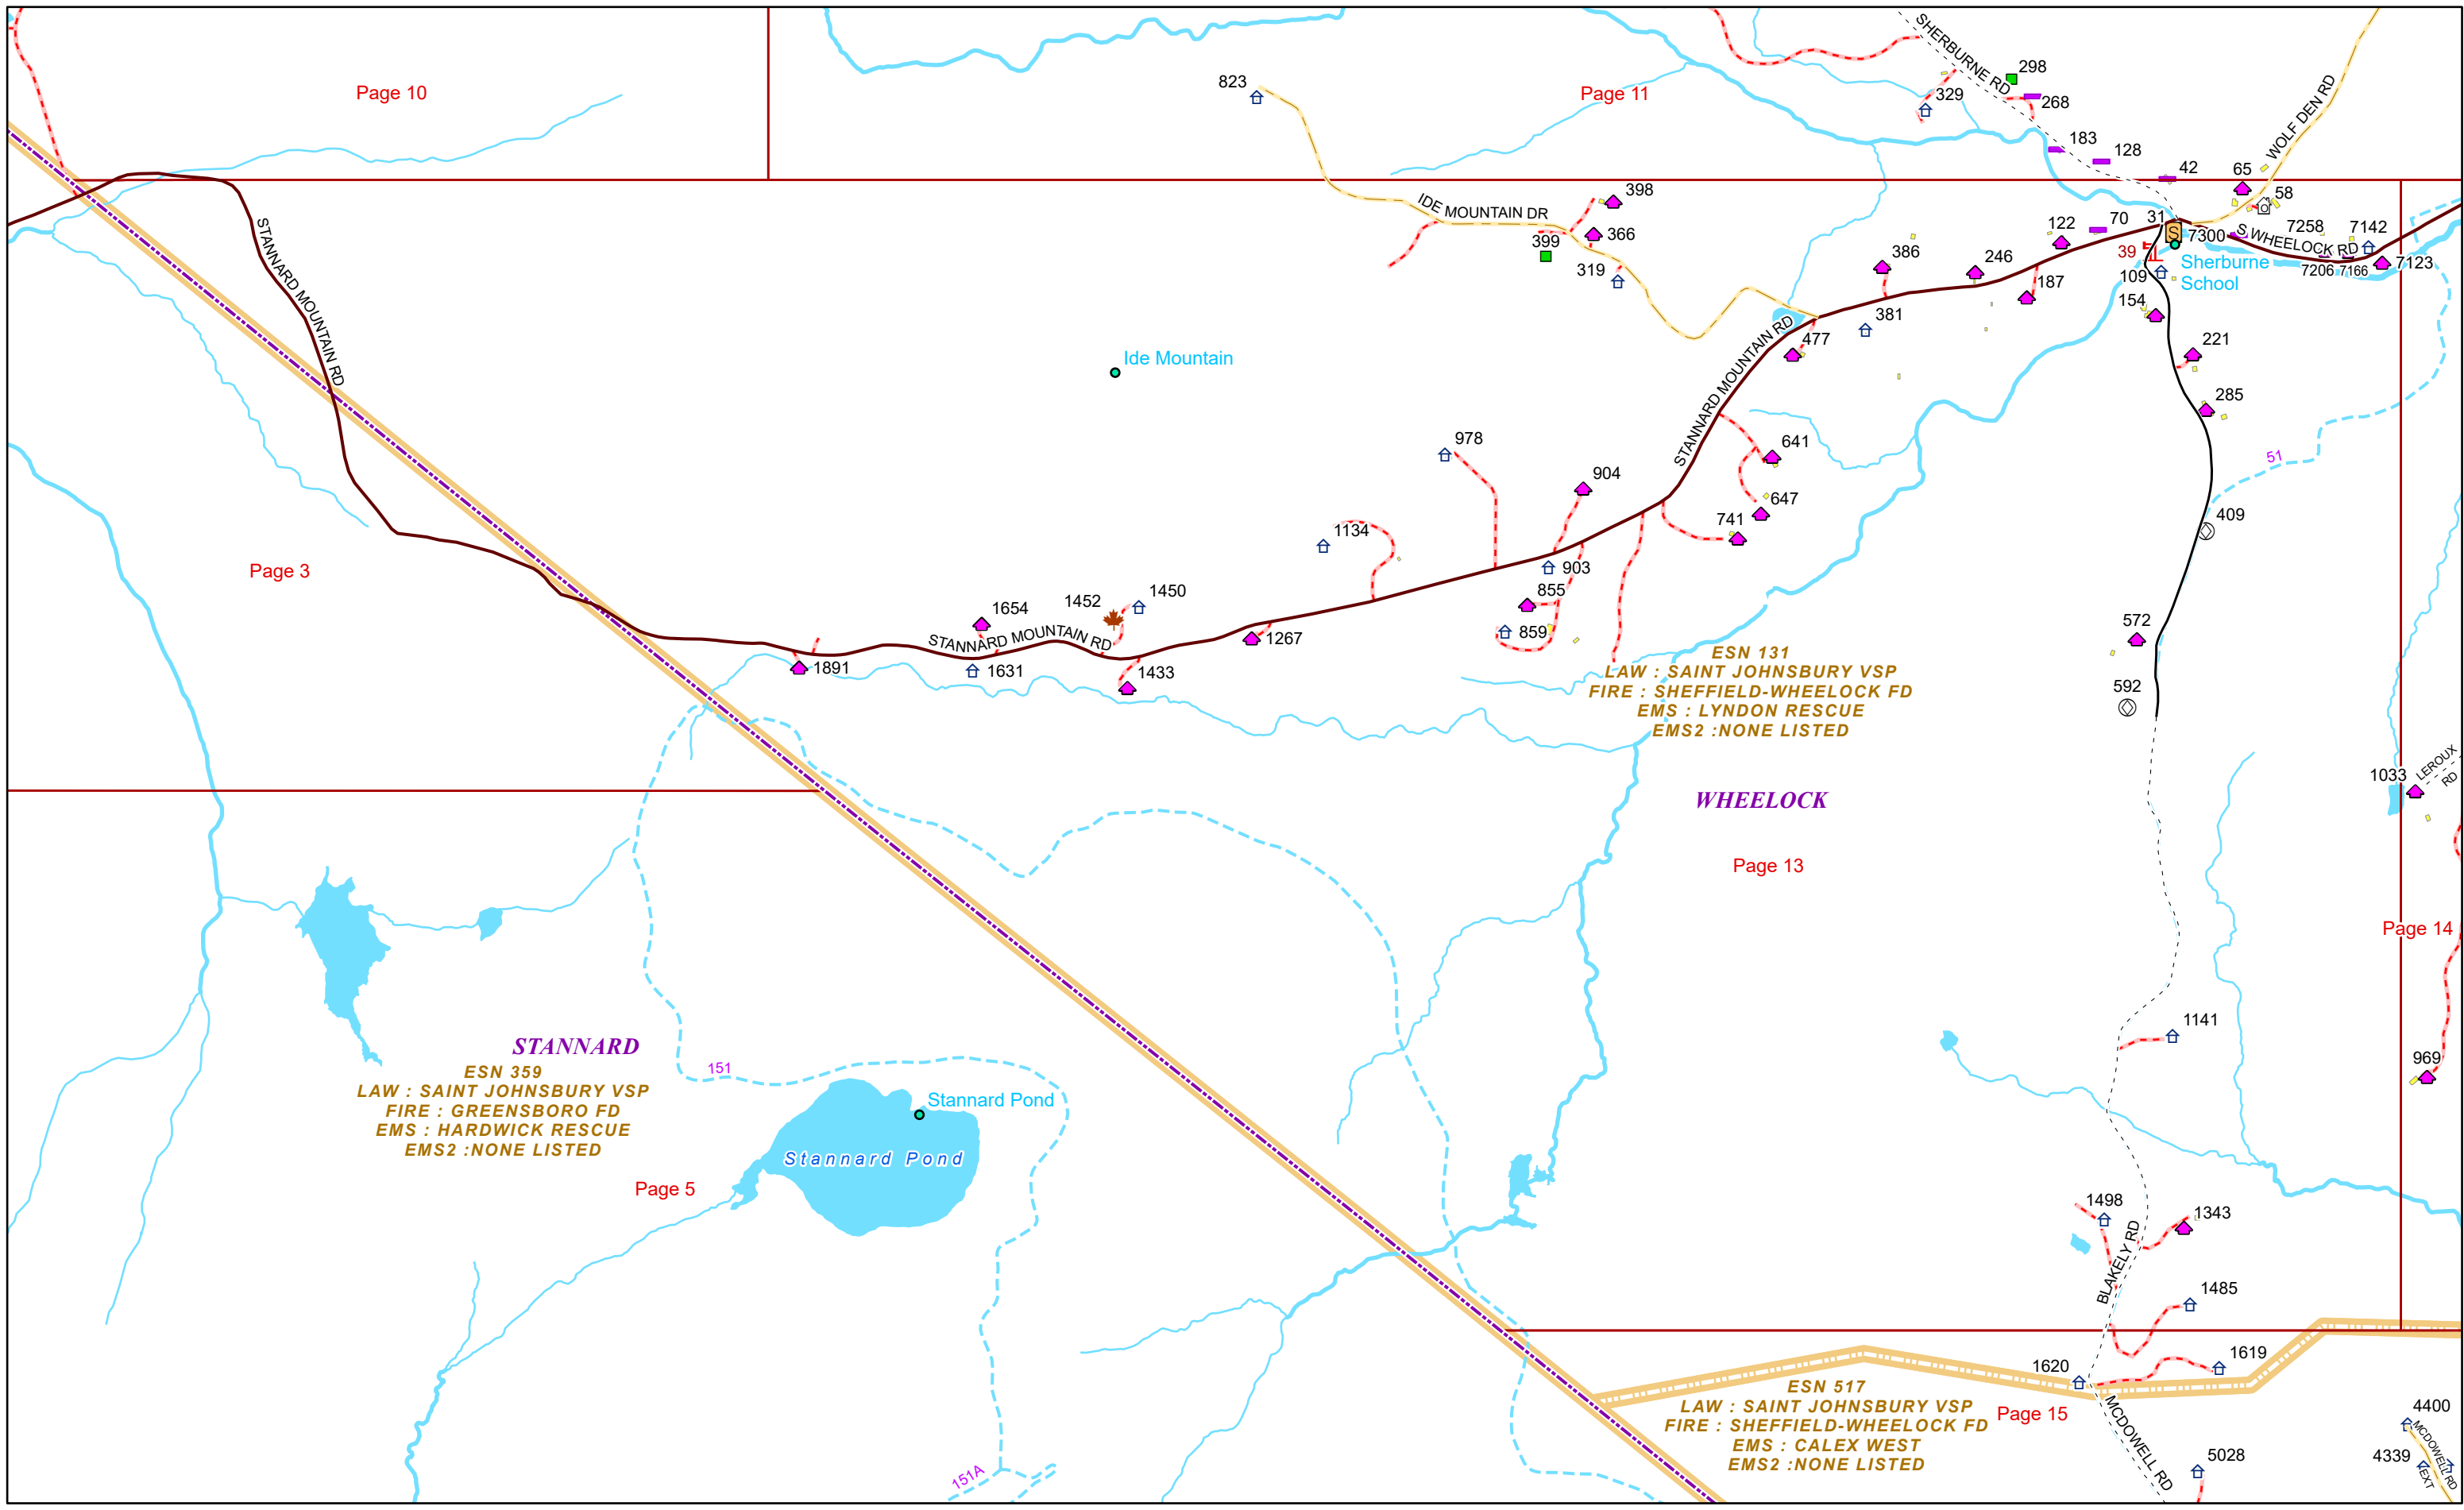 SHERBURNE RD
298
Page 10
823
Page 11
329
268
WOLF DEN RD
183
128
42
65
58
398
IDE MOUNTAIN DR
STANNARD MOUNTAIN RD
399
366
319
386
246
122
70
31
S
7300
S WHEELOCK RD
7258
7142
39
187
109
Sherburne
School
7206
7166
7123
154
381
477
221
STANNARD MOUNTAIN RD
Ide Mountain
285
978
641
51
904
647
409
1134
741
Page 3
903
855
1654
1452
1450
859
572
STANNARD MOUNTAIN RD
1267
1891
1631
1433
ESN 131
LAW : SAINT JOHNSBURY VSP
FIRE : SHEFFIELD-WHEELOCK FD
EMS : LYNDON RESCUE
EMS2 :NONE LISTED
592
1033
LEROUX
RD
WHEELOCK
Page 13
Page 14
1141
STANNARD
ESN 359
LAW : SAINT JOHNSBURY VSP
FIRE : GREENSBORO FD
EMS : HARDWICK RESCUE
EMS2 :NONE LISTED
151
969
Stannard Pond
Stannard Pond
Page 5
1498
1343
BLAKELY RD
1485
1620
1619
ESN 517
LAW : SAINT JOHNSBURY VSP
FIRE : SHEFFIELD-WHEELOCK FD
EMS : CALEX WEST
EMS2 :NONE LISTED
Page 15
MCDOWELL RD
4400
MCDOWELL RD
EXT
4339
5028
151A